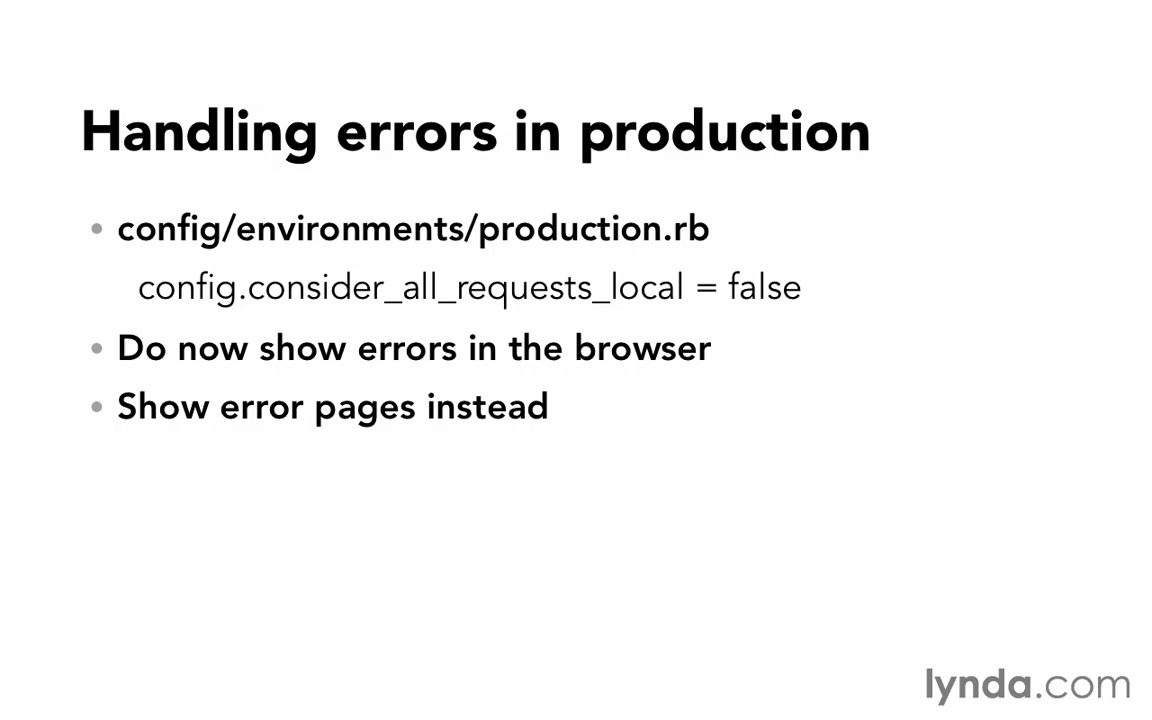 Handling errors in production
• config/environments/production.rb
config.consider_all_requests_local = false
• Do now show errors in the browser
• Show error pages instead
lynda.com